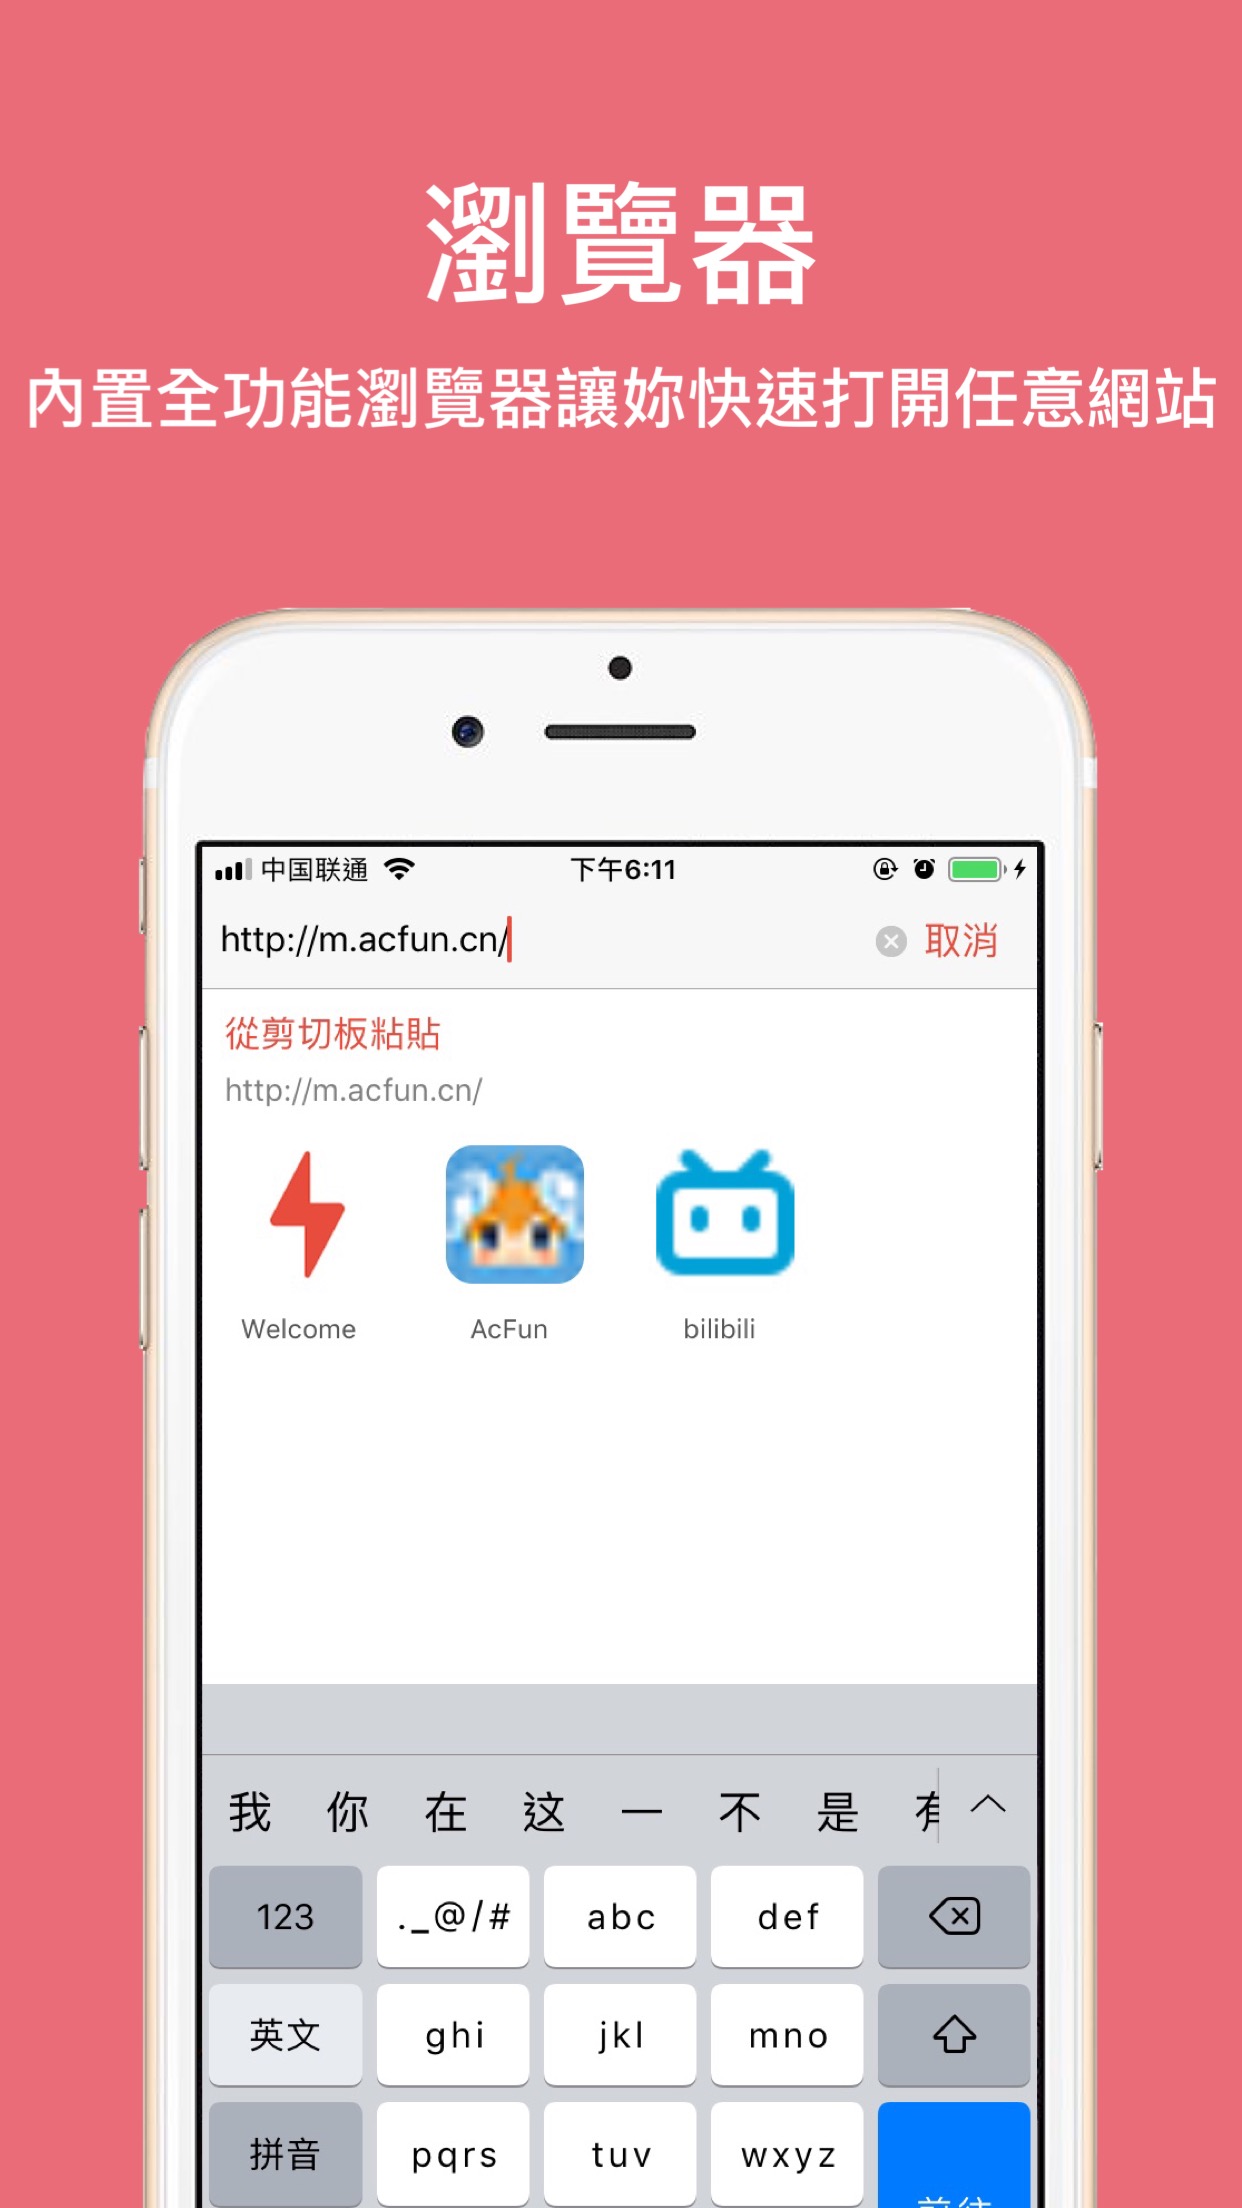 瀏覽器
內置全功能瀏覽器讓妳快速打開任意網站
中国联通 下午6:11
http://m.acfun.cn/ 取消
從剪切板粘貼
http://m.acfun.cn/
Welcome AcFun bilibili
我 你 在 这 一 不 是 有
123 ._@/# abc def
英文 ghi jkl mno
拼音 pqrs tuv wxyz
前往